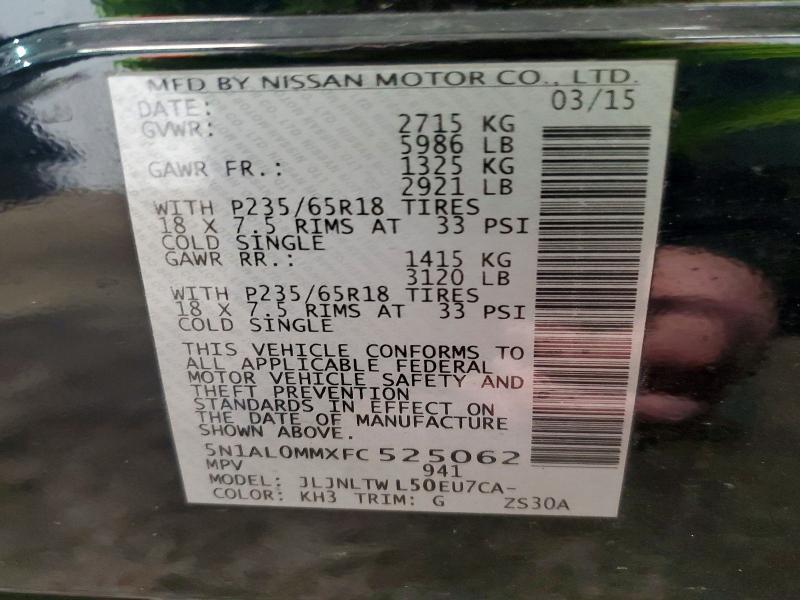 MFD BY NISSAN MOTOR CO., LTD.
DATE: 03/15
GVWR: 2715 KG
5986 LB
GAWR FR.: 1325 KG
2921 LB
WITH P235/65R18 TIRES
18 X 7.5 RIMS AT 33 PSI
COLD SINGLE
GAWR RR.: 1415 KG
3120 LB
WITH P235/65R18 TIRES
18 X 7.5 RIMS AT 33 PSI
COLD SINGLE
THIS VEHICLE CONFORMS TO
ALL APPLICABLE FEDERAL
MOTOR VEHICLE SAFETY AND
THEFT PREVENTION
STANDARDS IN EFFECT ON
THE DATE OF MANUFACTURE
SHOWN ABOVE.
5N1AL0MMXFC 525062
MPV 941
MODEL: JLJNLTWL50EU7CA-
COLOR: KH3 TRIM: G ZS30A